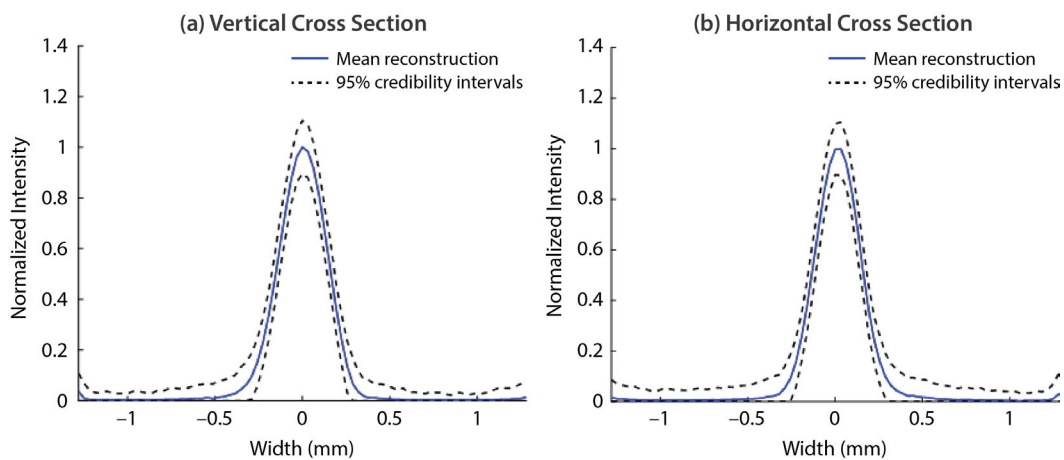 (a) Vertical Cross Section
1.4
1.2
1
0.8
0.6
0.4
0.2
0
Normalized Intensity
Mean reconstruction
95% credibility intervals
−1
−0.5
0
0.5
1
Width (mm)
(b) Horizontal Cross Section
1.4
1.2
1
0.8
0.6
0.4
0.2
0
Normalized Intensity
Mean reconstruction
95% credibility intervals
−1
−0.5
0
0.5
1
Width (mm)